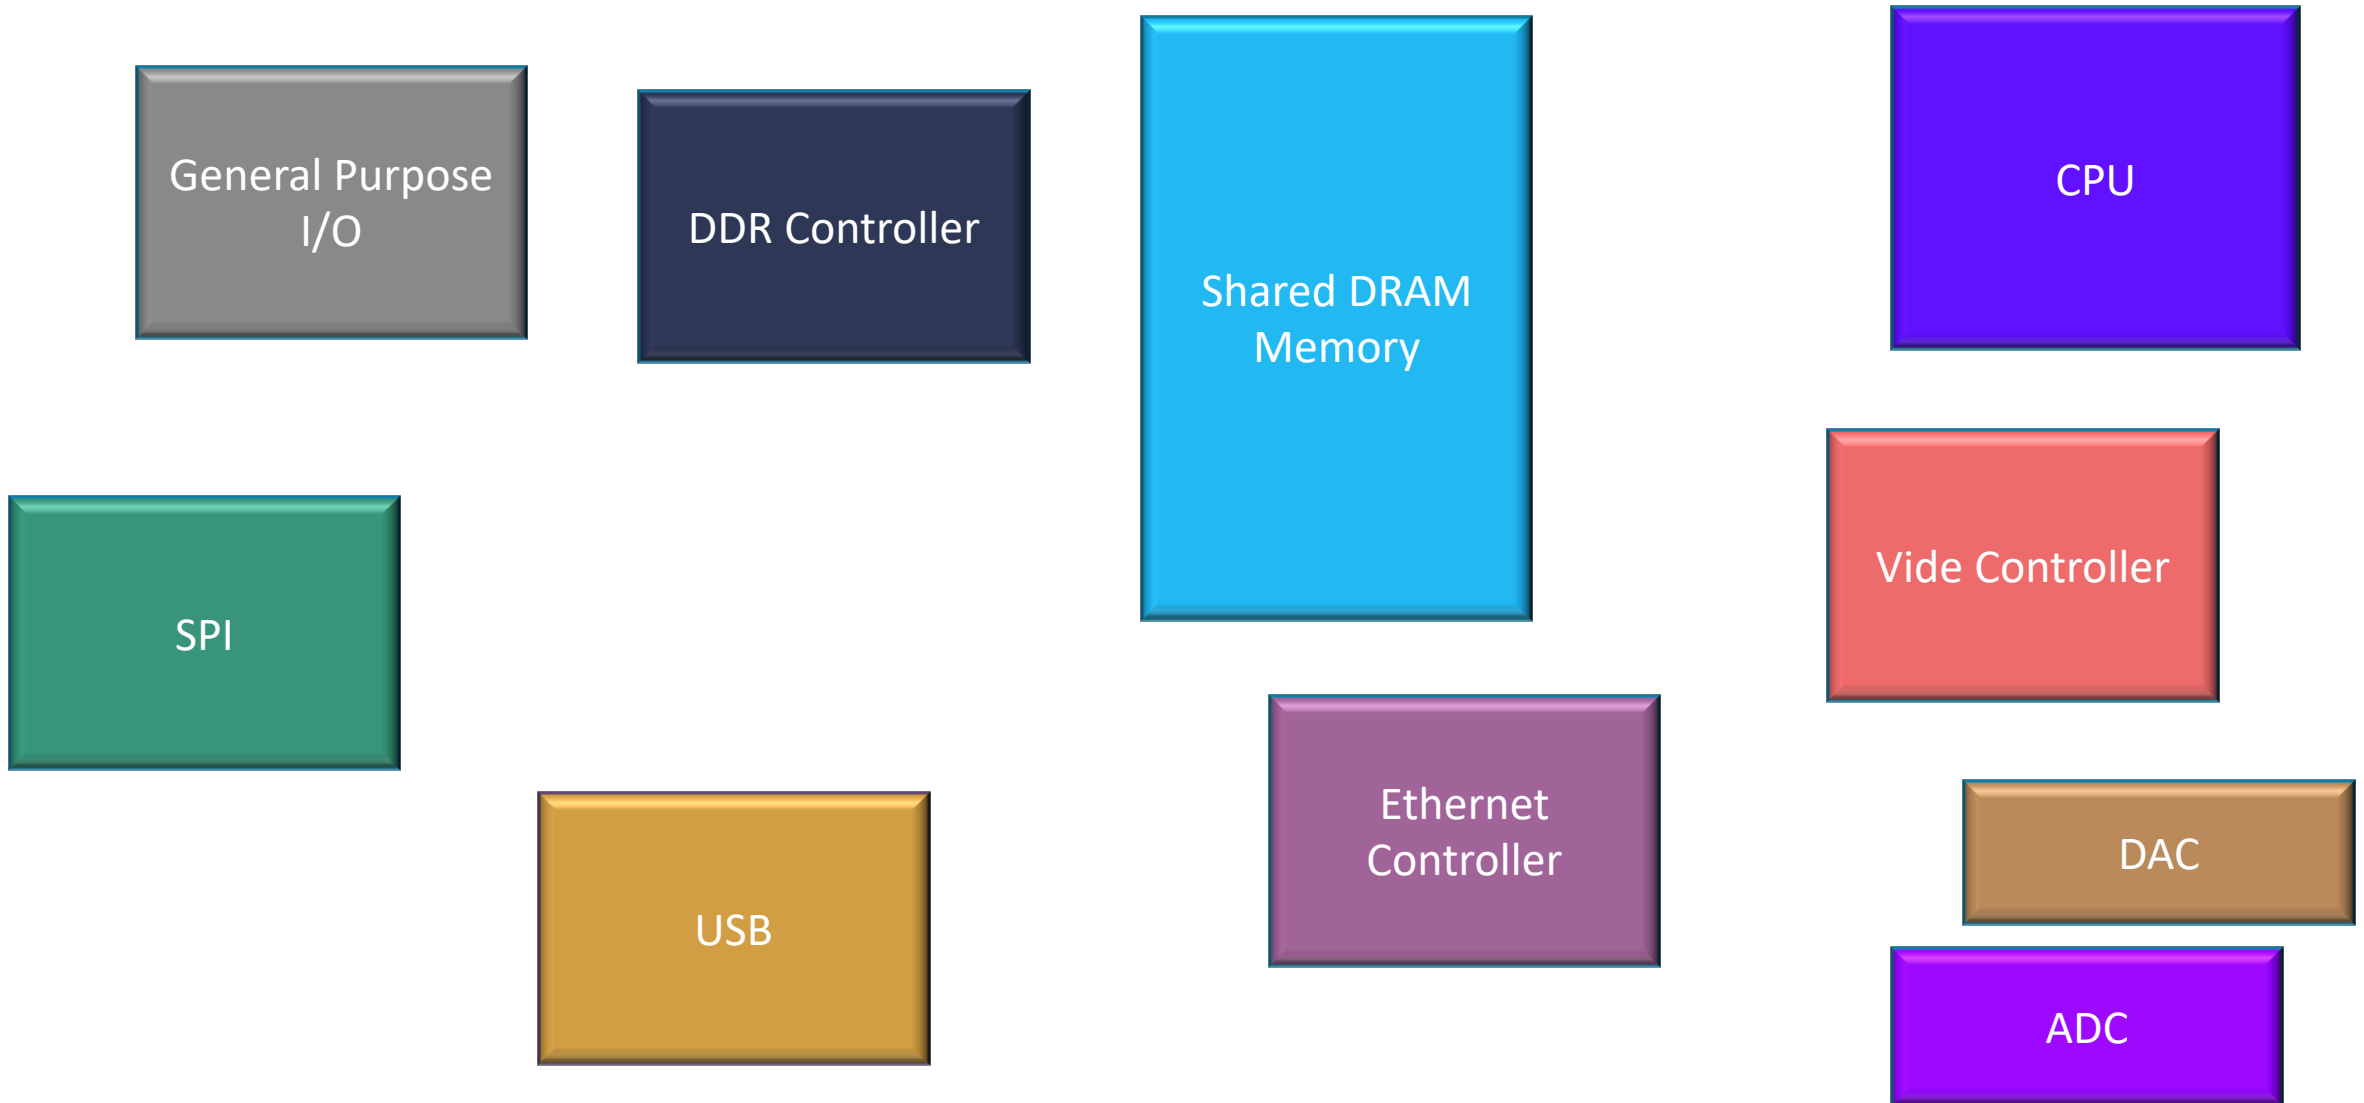 General Purpose
I/O
DDR Controller
Shared DRAM
Memory
CPU
SPI
Vide Controller
USB
Ethernet
Controller
DAC
ADC